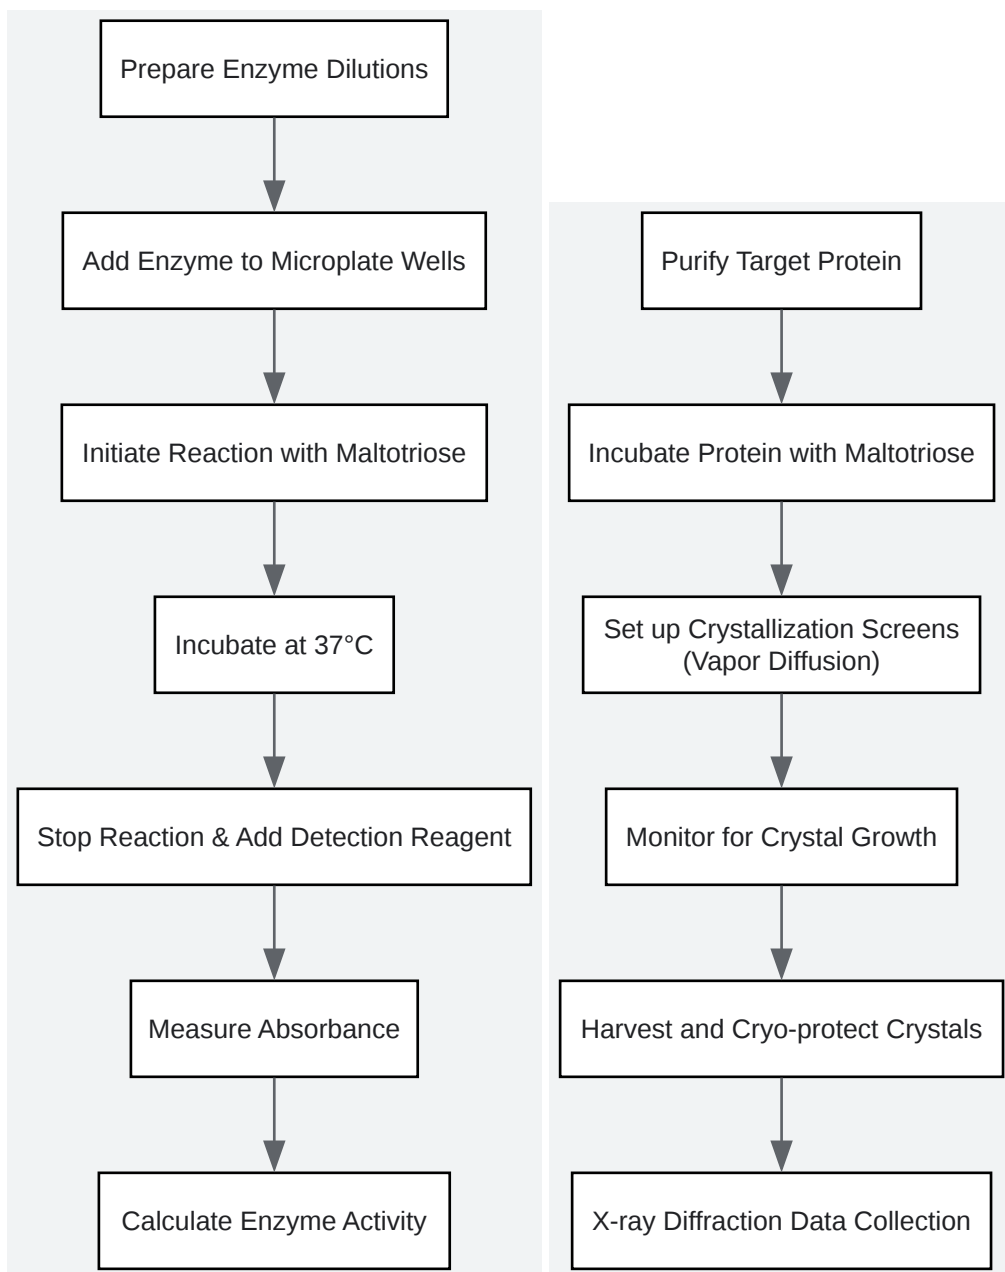 Prepare Enzyme Dilutions
Add Enzyme to Microplate Wells
Initiate Reaction with Maltotriose
Incubate at 37°C
Stop Reaction & Add Detection Reagent
Measure Absorbance
Calculate Enzyme Activity
Purify Target Protein
Incubate Protein with Maltotriose
Set up Crystallization Screens
(Vapor Diffusion)
Monitor for Crystal Growth
Harvest and Cryo-protect Crystals
X-ray Diffraction Data Collection